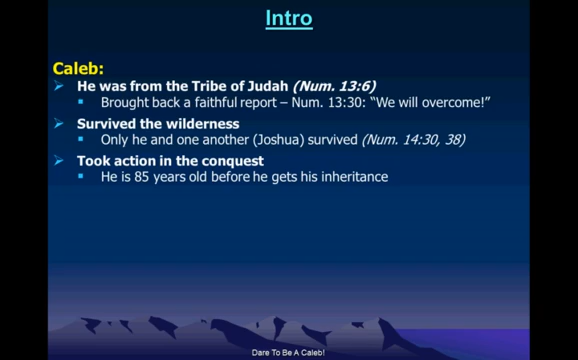 Intro
Caleb:
He was from the Tribe of Judah (Num. 13:6)
Brought back a faithful report – Num. 13:30: “We will overcome!”
Survived the wilderness
Only he and one another (Joshua) survived (Num. 14:30, 38)
Took action in the conquest
He is 85 years old before he gets his inheritance
Dare To Be A Caleb!